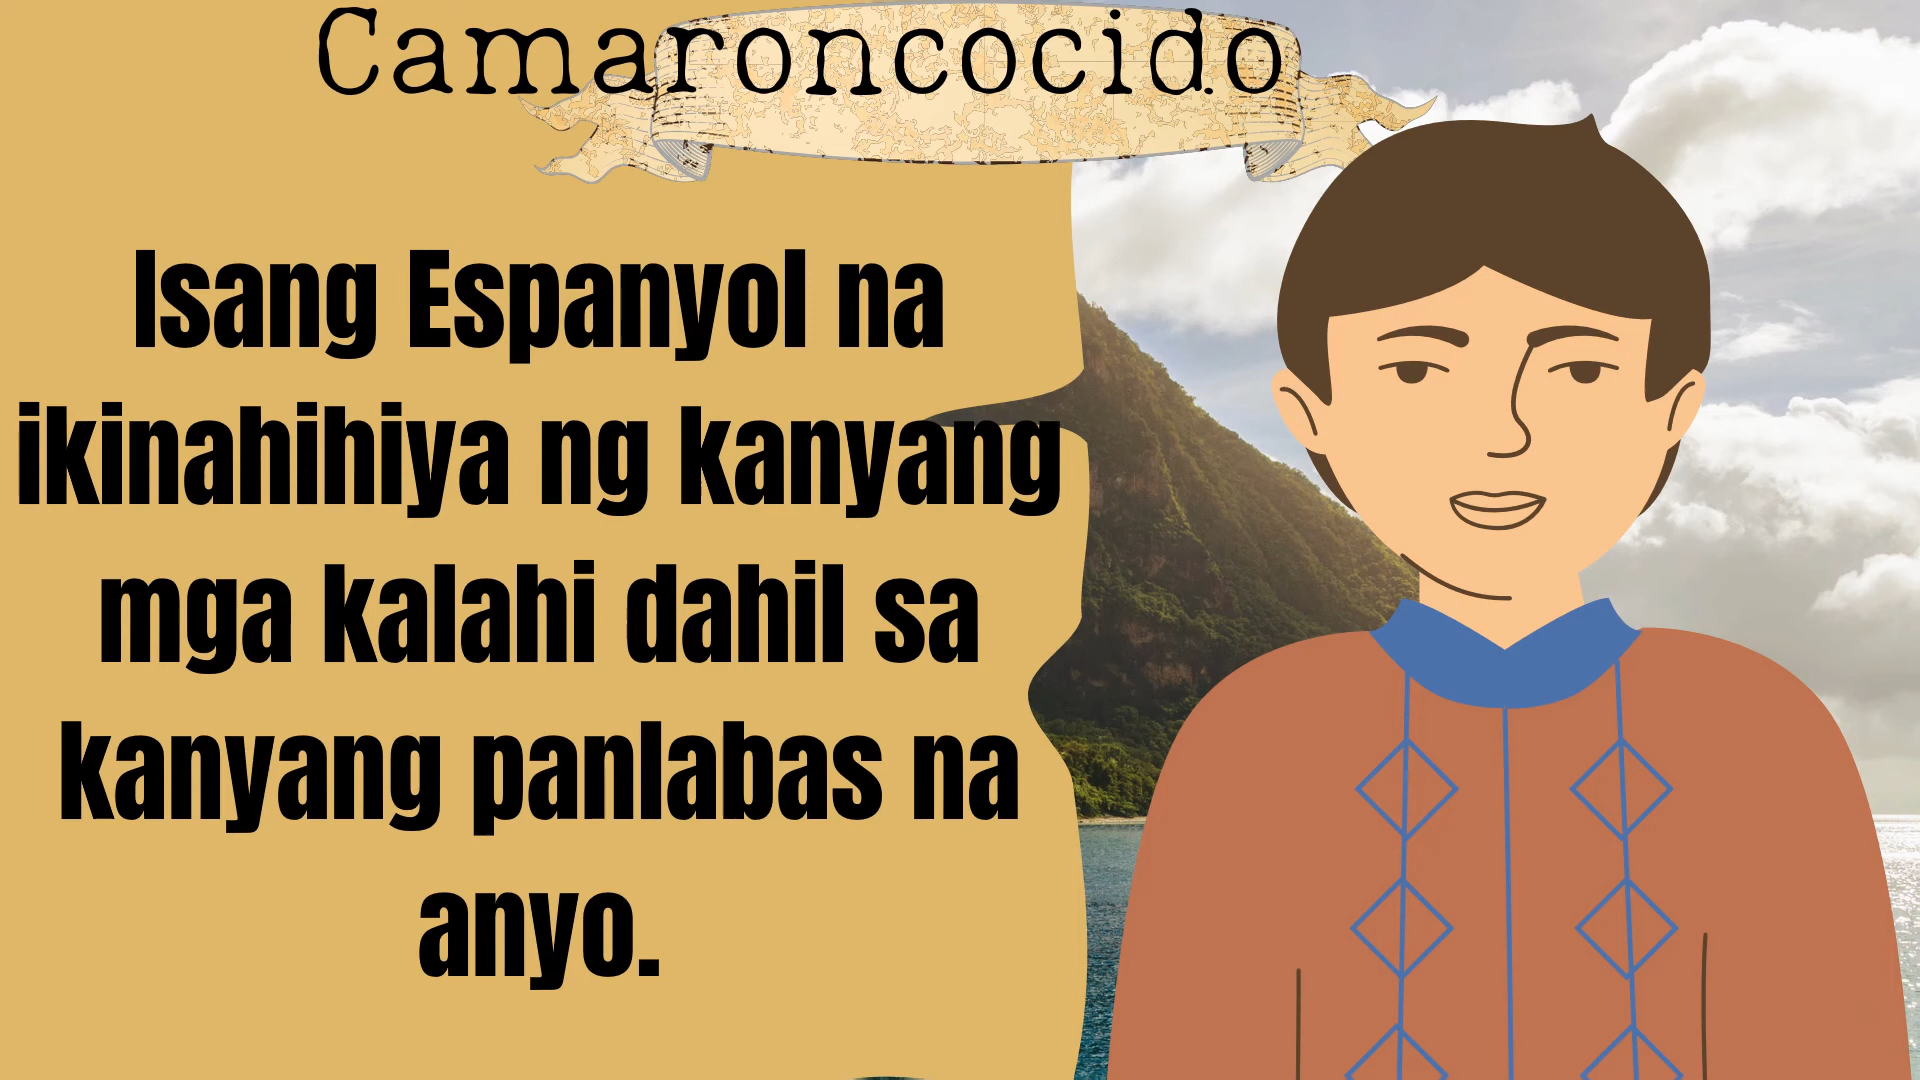 Camaroncocido
Isang Espanyol na
ikinahihiya ng kanyang
mga kalahi dahil sa
kanyang panlabas na
anyo.